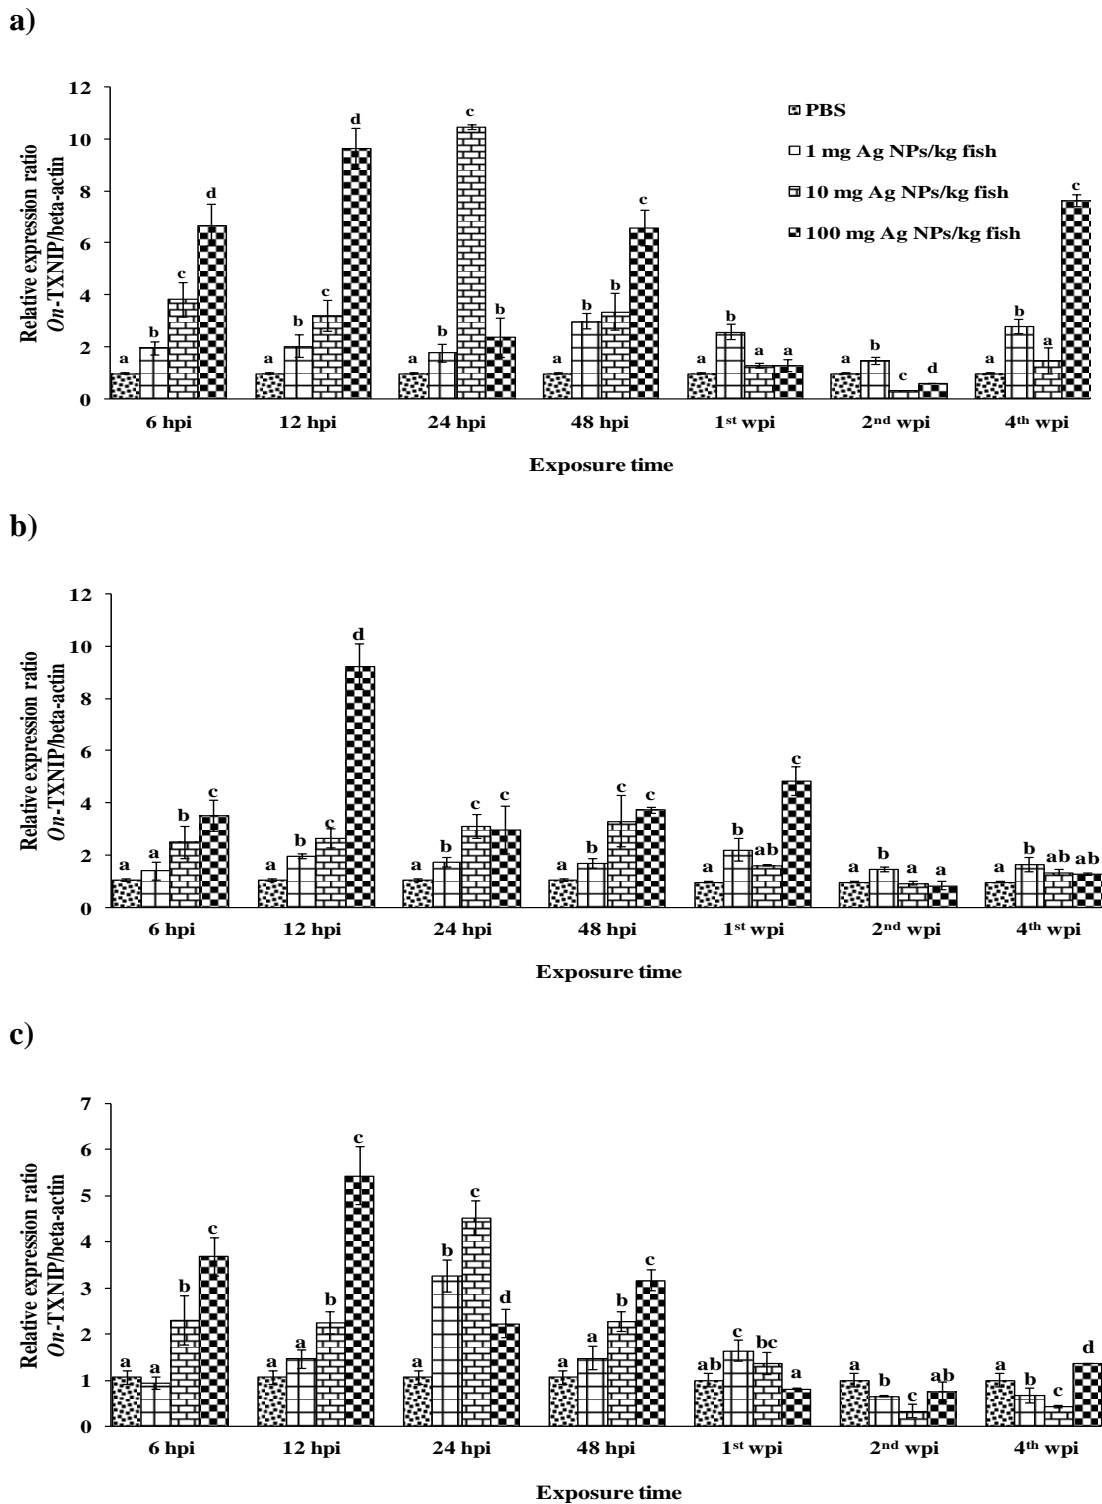 a)
12
10
8
6
4
2
0
Relative expression ratio
On-TXNIP/beta-actin
PBS
1 mg Ag NPs/kg fish
10 mg Ag NPs/kg fish
100 mg Ag NPs/kg fish
a b c d
a b c d
a b c b
a b b c
a b a a
a b c d
a b a c
6 hpi 12 hpi 24 hpi 48 hpi 1st wpi 2nd wpi 4th wpi
Exposure time
b)
12
10
8
6
4
2
0
Relative expression ratio
On-TXNIP/beta-actin
a a b c
a b c d
a b c c
a b c c
a b ab c
a b a a
a b ab ab
6 hpi 12 hpi 24 hpi 48 hpi 1st wpi 2nd wpi 4th wpi
Exposure time
c)
7
6
5
4
3
2
1
0
Relative expression ratio
On-TXNIP/beta-actin
a a b c
a a b c
a b c d
a a b c
ab c bc a
a b c ab
a b c d
6 hpi 12 hpi 24 hpi 48 hpi 1st wpi 2nd wpi 4th wpi
Exposure time